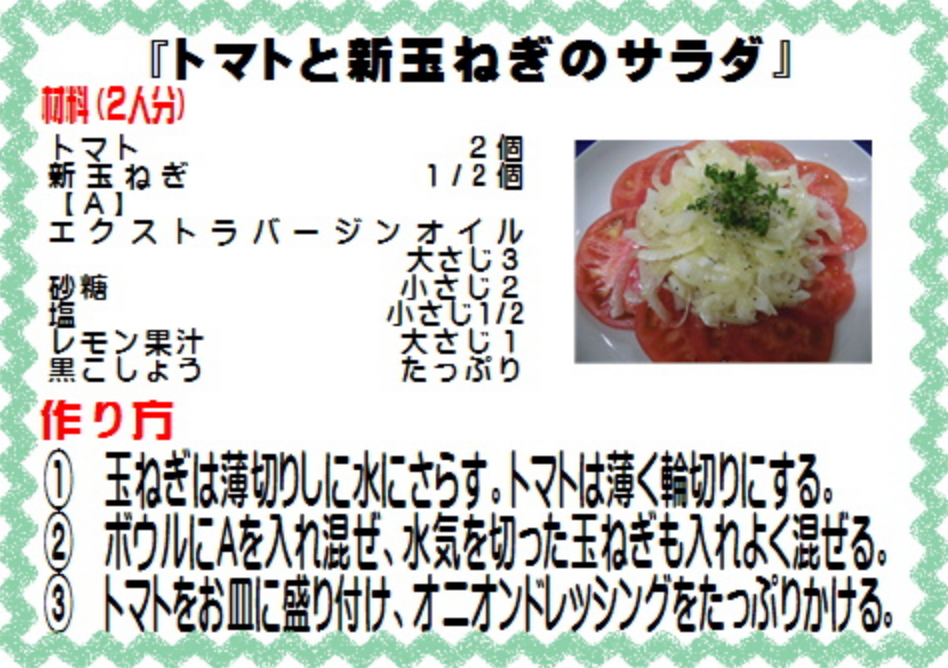 『トマトと新玉ねぎのサラダ』
材料(2人分)
トマト 2個
新玉ねぎ 1/2個
【A】
エクストラバージンオイル
大さじ3
砂糖 小さじ2
塩 小さじ1/2
レモン果汁 大さじ1
黒こしょう たっぷり
作り方
① 玉ねぎは薄切りしに水にさらす。トマトは薄く輪切りにする。
② ボウルにAを入れ混ぜ、水気を切った玉ねぎも入れよく混ぜる。
③ トマトをお皿に盛り付け、オニオンドレッシングをたっぷりかける。